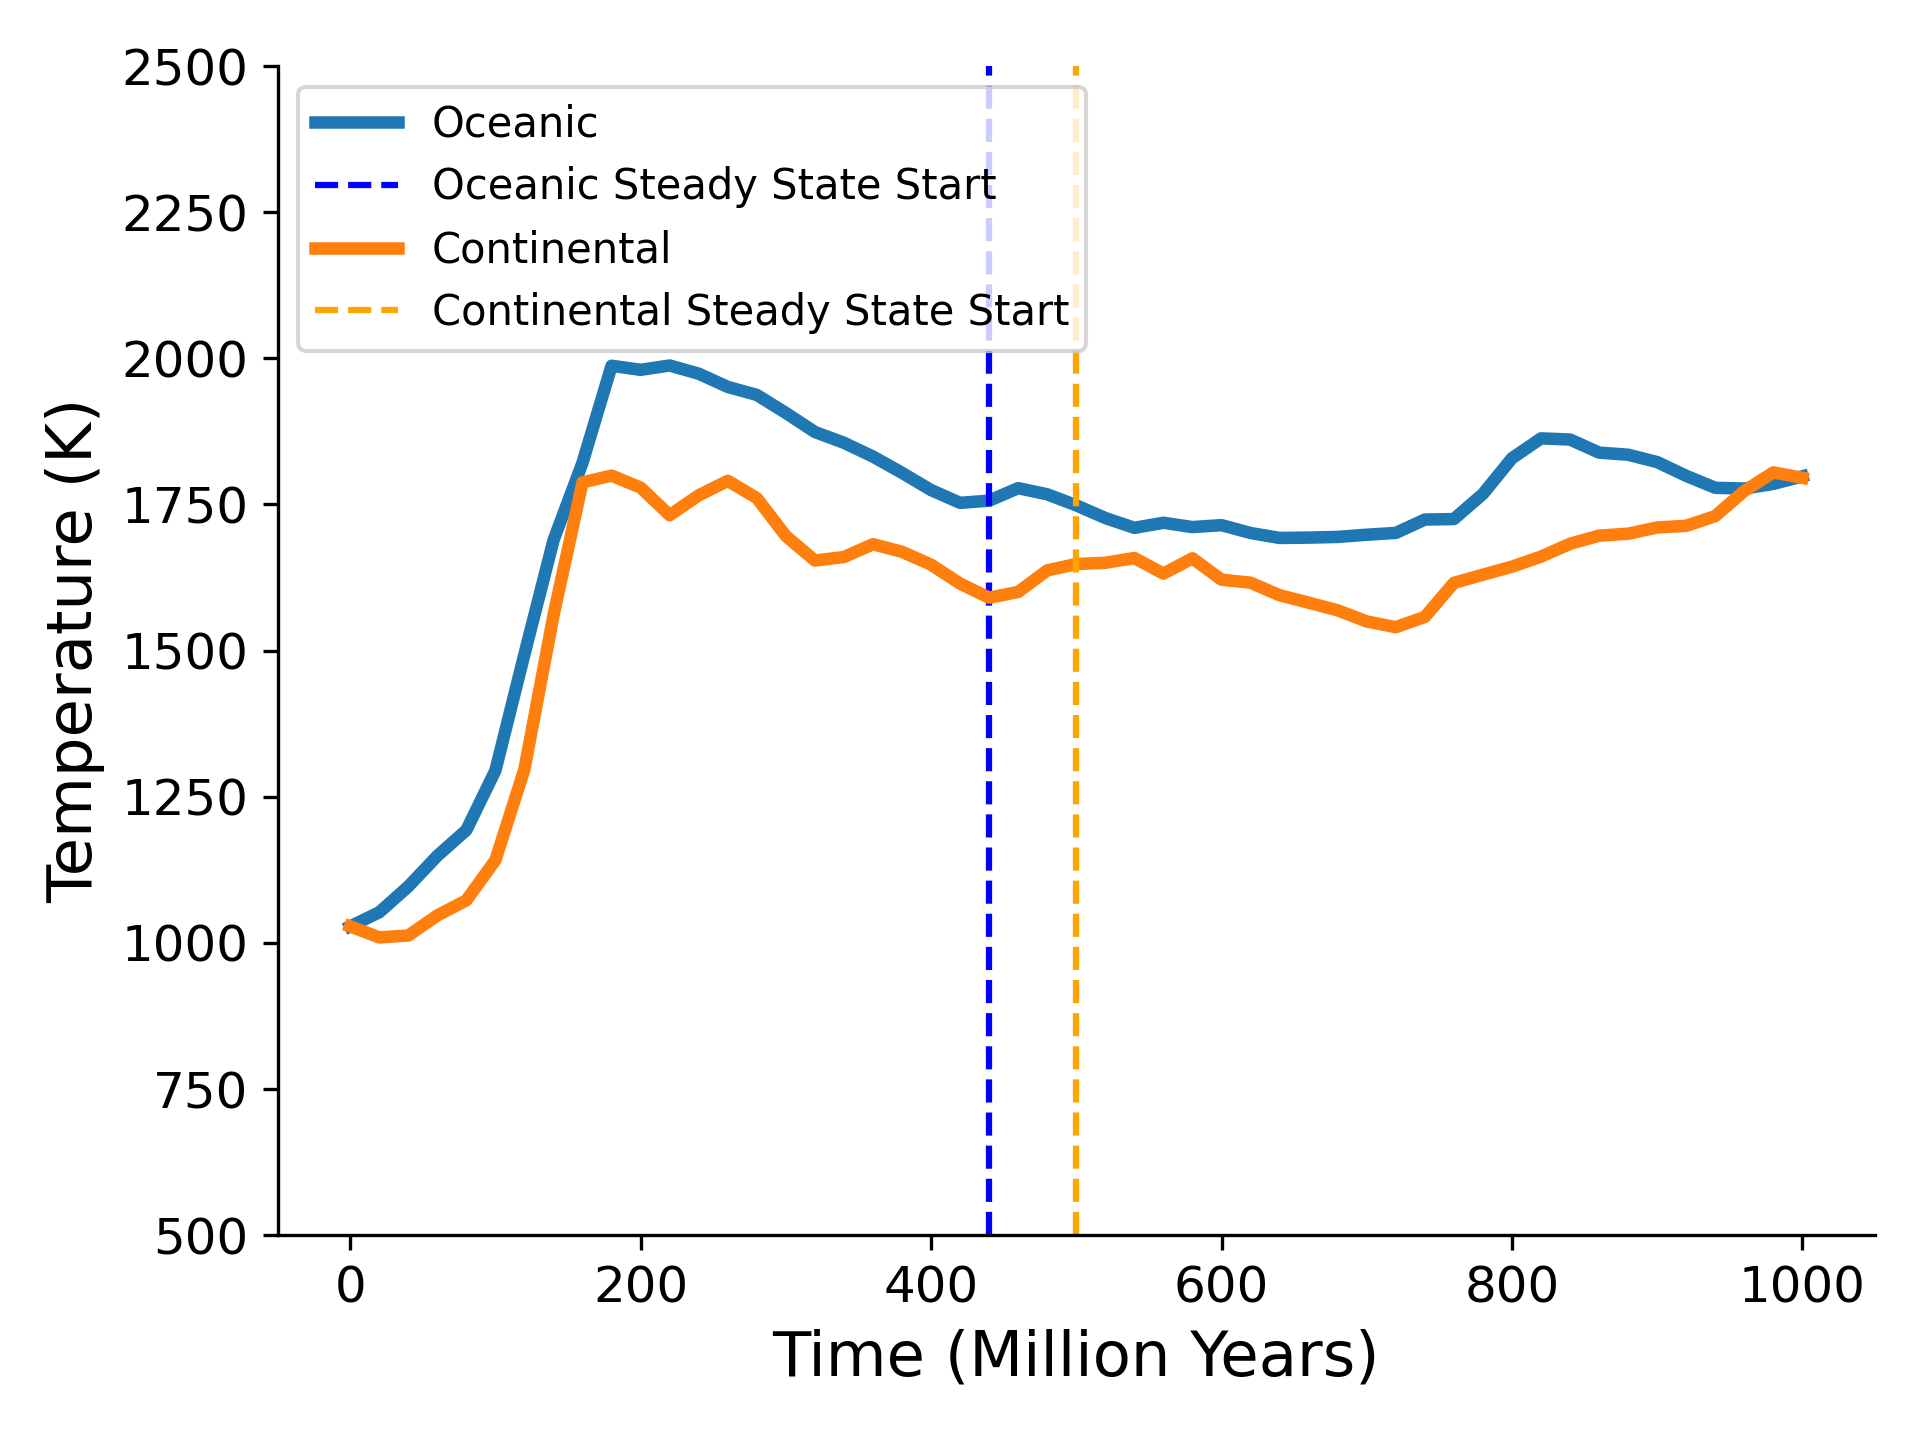 2500
2250
2000
1750
1500
1250
1000
750
500
Temperature (K)
Oceanic
Oceanic Steady State Start
Continental
Continental Steady State Start
0 200 400 600 800 1000
Time (Million Years)